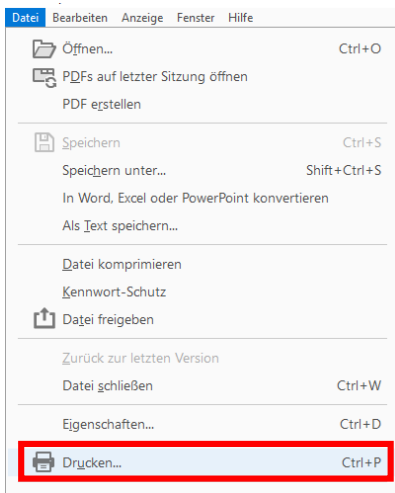 Datei Bearbeiten Anzeige Fenster Hilfe
Öffnen... Ctrl+O
PDFs auf letzter Sitzung öffnen
PDF erstellen
Speichern Ctrl+S
Speichern unter... Shift+Ctrl+S
In Word, Excel oder PowerPoint konvertieren
Als Text speichern...
Datei komprimieren
Kennwort-Schutz
Datei freigeben
Zurück zur letzten Version
Datei schließen Ctrl+W
Eigenschaften... Ctrl+D
Drucken... Ctrl+P